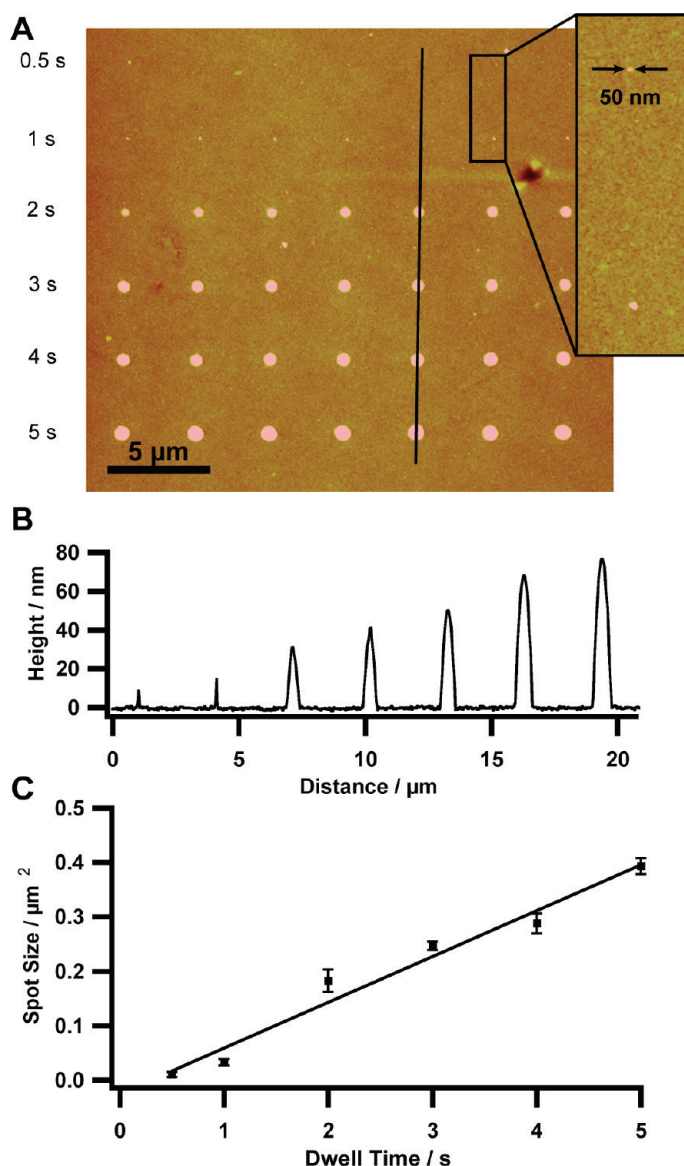 A
0.5 s
1 s
2 s
3 s
4 s
5 s
50 nm
5 μm
B
Height / nm
80
60
40
20
0
0 5 10 15 20
Distance / μm
C
Spot Size / μm²
0.5
0.4
0.3
0.2
0.1
0.0
0 1 2 3 4 5
Dwell Time / s